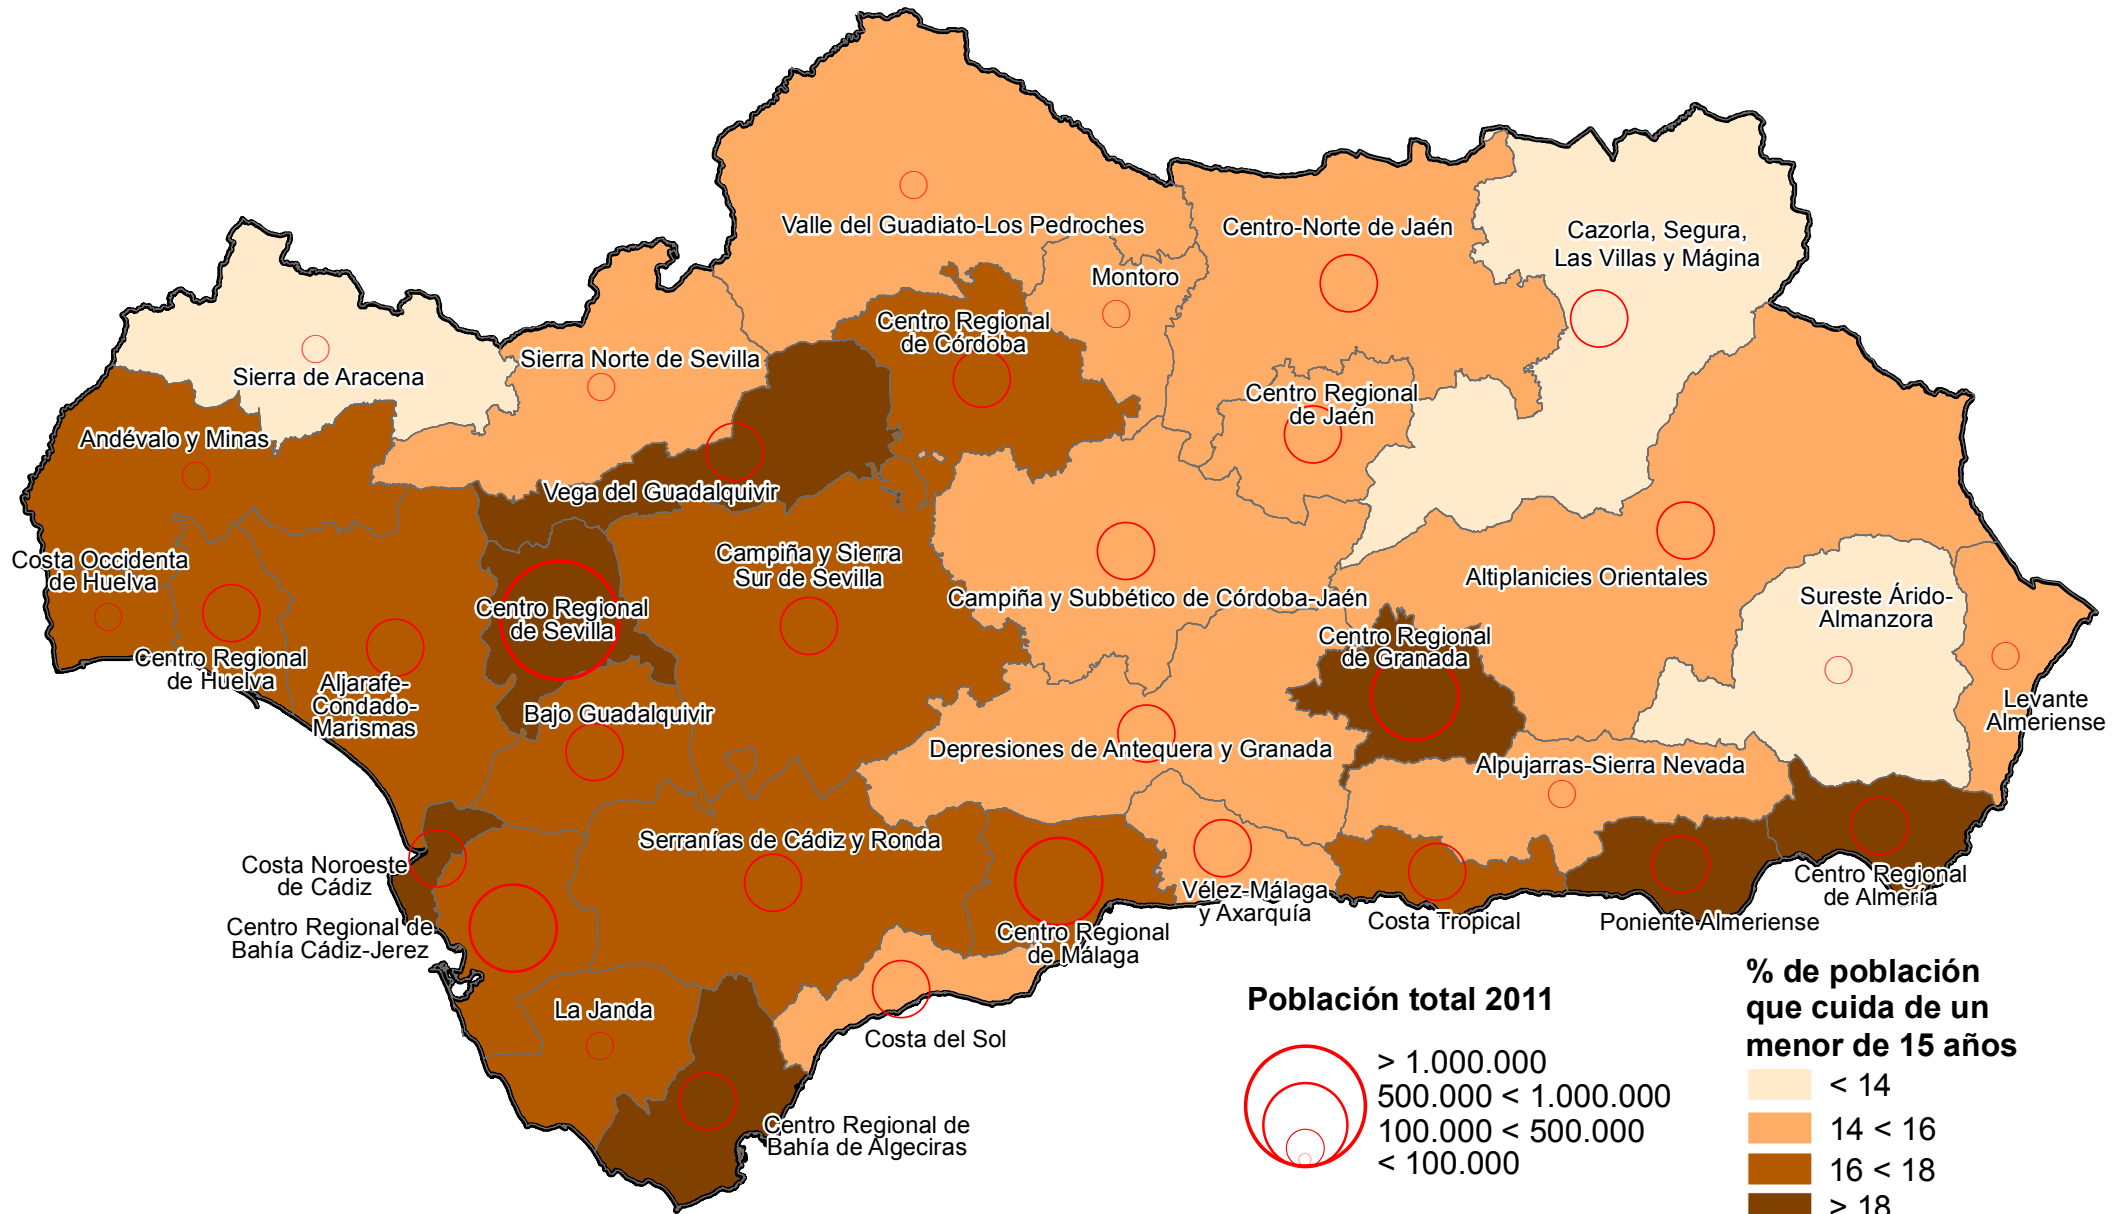 Valle del Guadiato-Los Pedroches
Centro-Norte de Jaén
Cazorla, Segura,
Las Villas y Mágina
Montoro
Centro Regional
de Córdoba
Sierra Norte de Sevilla
Sierra de Aracena
Centro Regional
de Jaén
Andévalo y Minas
Vega del Guadalquivir
Costa Occidenta
de Huelva
Campiña y Sierra
Sur de Sevilla
Centro Regional
de Sevilla
Campiña y Subbético de Córdoba-Jaén
Altiplanicies Orientales
Sureste Árido-
Almanzora
Centro Regional
de Granada
Centro Regional
de Huelva
Aljarafe-
Condado-
Marismas
Bajo Guadalquivir
Levante
Almeriense
Depresiones de Antequera y Granada
Alpujarras-Sierra Nevada
Serranías de Cádiz y Ronda
Costa Noroeste
de Cádiz
Vélez-Málaga
y Axarquía
Centro Regional
de Almería
Costa Tropical
Poniente Almeriense
Centro Regional de
Bahía Cádiz-Jerez
Centro Regional
de Málaga
La Janda
Costa del Sol
Centro Regional de
Bahía de Algeciras
Población total 2011
> 1.000.000
500.000 < 1.000.000
100.000 < 500.000
< 100.000
% de población
que cuida de un
menor de 15 años
< 14
14 < 16
16 < 18
> 18